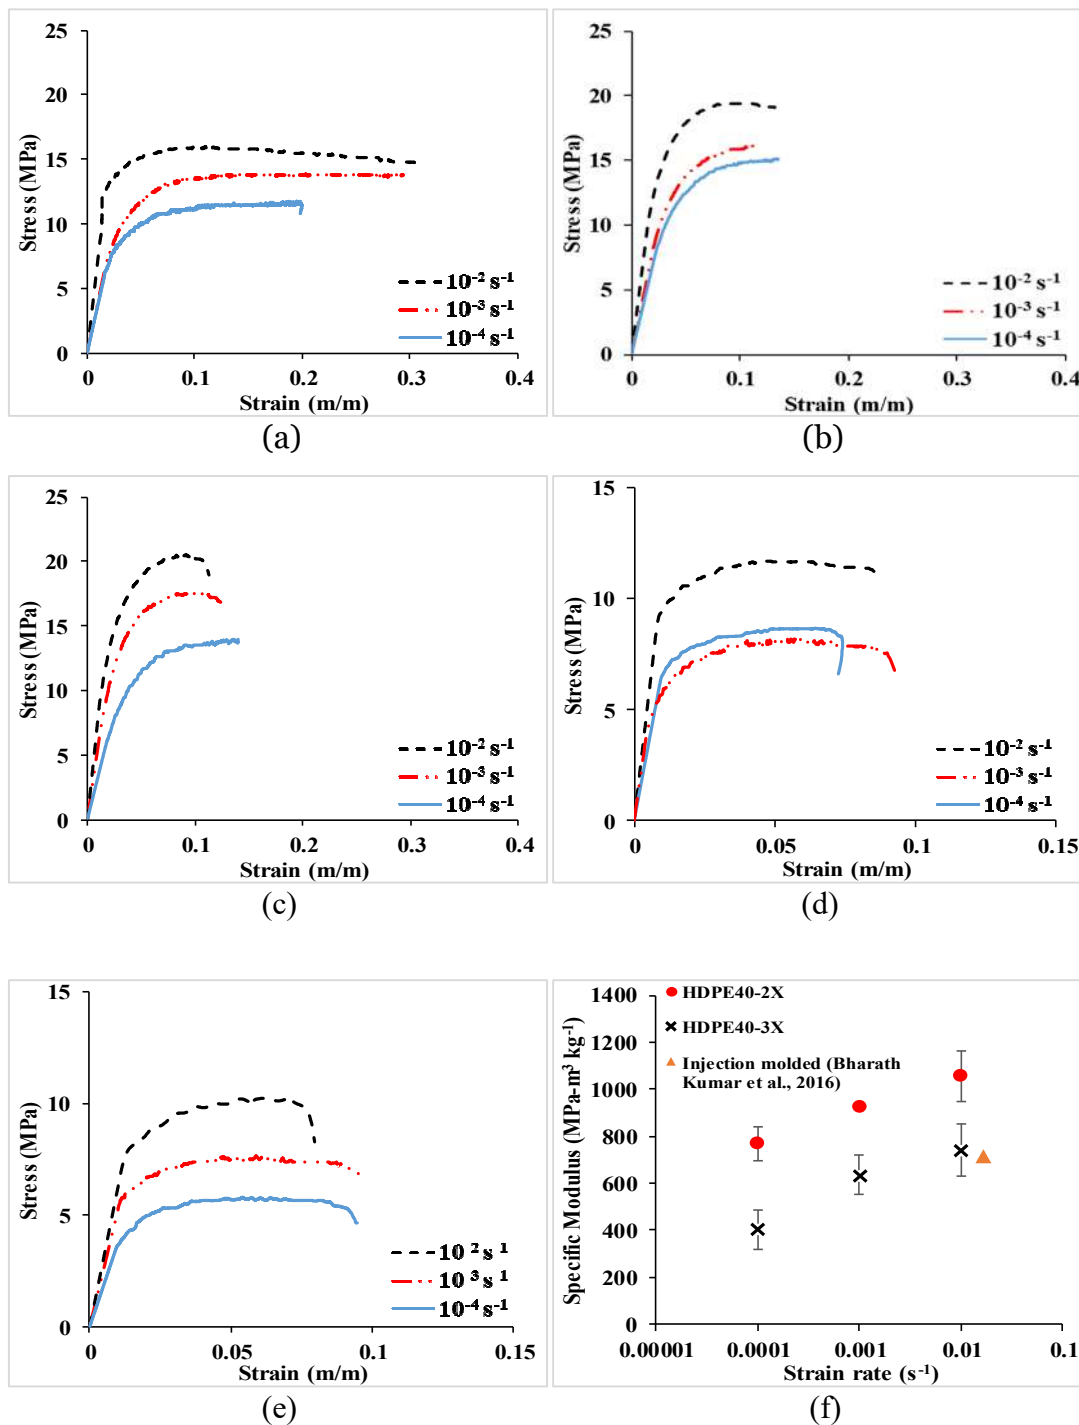 25
20
15
10
5
0
Stress (MPa)
10⁻² s⁻¹
10⁻³ s⁻¹
10⁻⁴ s⁻¹
0 0.1 0.2 0.3 0.4
Strain (m/m)
(a)
25
20
15
10
5
0
Stress (MPa)
10⁻² s⁻¹
10⁻³ s⁻¹
10⁻⁴ s⁻¹
0 0.1 0.2 0.3 0.4
Strain (m/m)
(b)
25
20
15
10
5
0
Stress (MPa)
10⁻² s⁻¹
10⁻³ s⁻¹
10⁻⁴ s⁻¹
0 0.1 0.2 0.3 0.4
Strain (m/m)
(c)
15
10
5
0
Stress (MPa)
10⁻² s⁻¹
10⁻³ s⁻¹
10⁻⁴ s⁻¹
0 0.05 0.1 0.15
Strain (m/m)
(d)
15
10
5
0
Stress (MPa)
10 ² s ¹
10 ³ s ¹
10⁻⁴ s⁻¹
0 0.05 0.1 0.15
Strain (m/m)
(e)
1400
1200
1000
800
600
400
200
0
Specific Modulus (MPa-m³ kg⁻¹)
HDPE40-2X
HDPE40-3X
Injection molded (Bharath
Kumar et al., 2016)
0.00001 0.0001 0.001 0.01 0.1
Strain rate (s⁻¹)
(f)